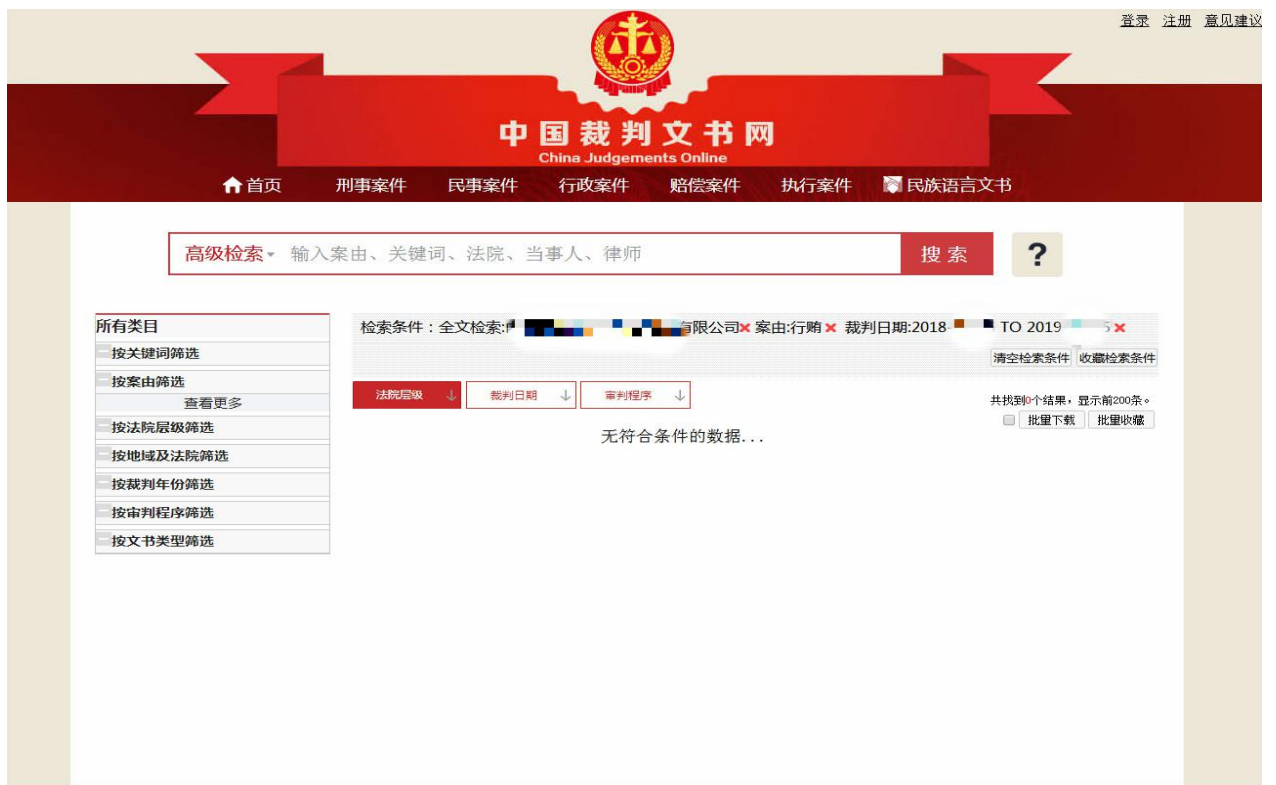 登录 注册 意见建议
中国裁判文书网
China Judgements Online
首页 刑事案件 民事案件 行政案件 赔偿案件 执行案件 民族语言文书
高级检索 输入案由、关键词、法院、当事人、律师 搜索 ?
所有类目
按关键词筛选
按案由筛选
查看更多
按法院层级筛选
按地域及法院筛选
按裁判年份筛选
按审判程序筛选
按文书类型筛选
检索条件：全文检索: 有限公司 案由:行贿 裁判日期:2018- TO 2019 5
清空检索条件 收藏检索条件
法院层级 ↓ 裁判日期 ↓ 审判程序 ↓
共找到0个结果，显示前200条。
批量下载 批量收藏
无符合条件的数据...